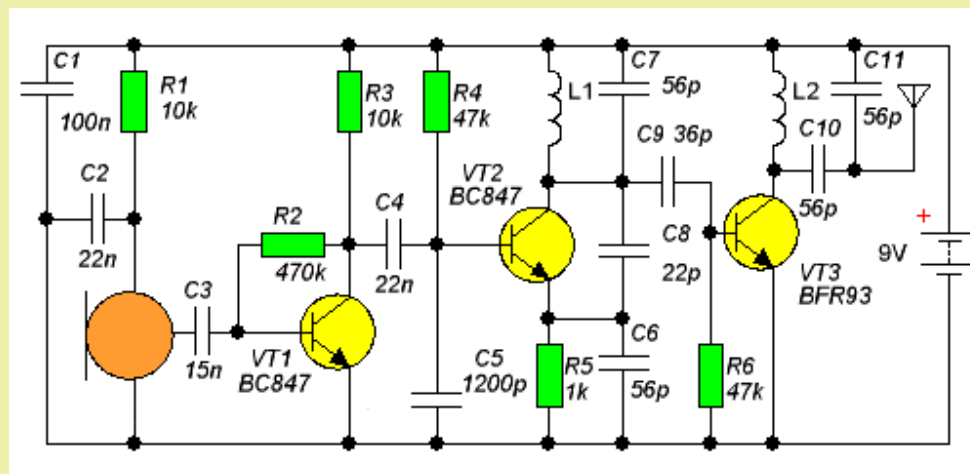 C1
100n
R1
10k
C2
22n
C3
15n
R2
470k
VT1
BC847
R3
10k
C4
22n
R4
47k
C5
1200p
VT2
BC847
L1
C7
56p
C9 36p
C8
22p
R5
1k
C6
56p
R6
47k
L2
C11
56p
C10
56p
VT3
BFR93
+
9V